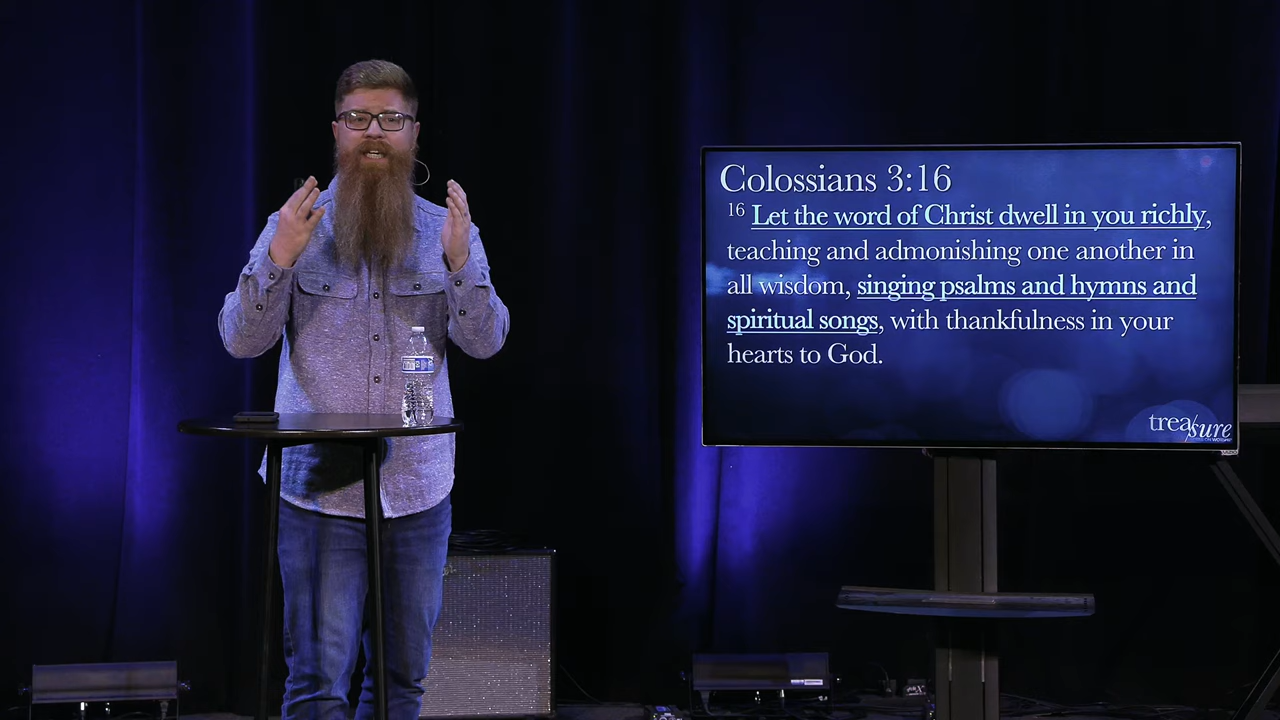 Colossians 3:16
16 Let the word of Christ dwell in you richly,
teaching and admonishing one another in
all wisdom, singing psalms and hymns and
spiritual songs, with thankfulness in your
hearts to God.
treasure